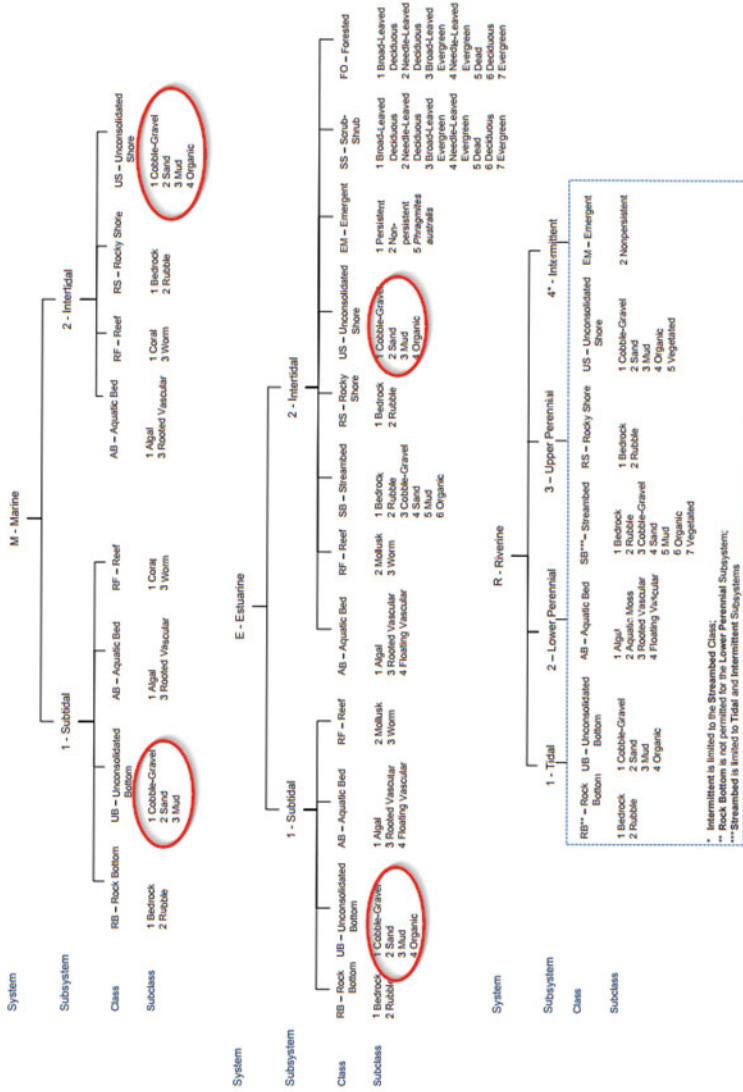 M - Marine
System
Subsystem
1 - Subtidal
2 - Intertidal
Class
RB – Rock Bottom
UB – Unconsolidated
Bottom
AB – Aquatic Bed
RF – Reef
AB – Aquatic Bed
RF – Reef
RS – Rocky Shore
US – Unconsolidated
Shore
Subclass
1 Bedrock
2 Rubble
1 Cobble-Gravel
2 Sand
3 Mud
1 Algal
3 Rooted Vascular
1 Coral
3 Worm
1 Algal
3 Rooted Vascular
1 Coral
3 Worm
1 Bedrock
2 Rubble
1 Cobble-Gravel
2 Sand
3 Mud
4 Organic
System
E - Estuarine
Subsystem
1 - Subtidal
2 - Intertidal
Class
RB – Rock
Bottom
UB – Unconsolidated
Bottom
AB – Aquatic Bed
RF – Reef
AB – Aquatic Bed
RF – Reef
SB – Streambed
RS – Rocky
Shore
US – Unconsolidated
Shore
EM – Emergent
SS – Scrub-
Shrub
FO – Forested
Subclass
1 Bedrock
2 Rubble
1 Cobble-Gravel
2 Sand
3 Mud
4 Organic
1 Algal
3 Rooted Vascular
4 Floating Vascular
2 Mollusk
3 Worm
1 Algal
3 Rooted Vascular
4 Floating Vascular
2 Mollusk
3 Worm
1 Bedrock
2 Rubble
3 Cobble-Gravel
4 Sand
5 Mud
6 Organic
1 Bedrock
2 Rubble
1 Cobble-Gravel
2 Sand
3 Mud
4 Organic
1 Persistent
2 Non-
persistent
5 Phragmites
australis
1 Broad-Leaved
Deciduous
2 Needle-Leaved
Deciduous
3 Broad-Leaved
Evergreen
4 Needle-Leaved
Evergreen
5 Dead
6 Deciduous
7 Evergreen
1 Broad-Leaved
Deciduous
2 Needle-Leaved
Deciduous
3 Broad-Leaved
Evergreen
4 Needle-Leaved
Evergreen
5 Dead
6 Deciduous
7 Evergreen
System
R - Riverine
Subsystem
1 - Tidal
2 – Lower Perennial
3 – Upper Perennial
4* - Intermittent
Class
RB** – Rock
Bottom
UB – Unconsolidated
Bottom
AB – Aquatic Bed
SB*** – Streambed
RS – Rocky Shore
US – Unconsolidated
Shore
EM – Emergent
Subclass
1 Bedrock
2 Rubble
1 Cobble-Gravel
2 Sand
3 Mud
4 Organic
1 Algal
2 Aquatic Moss
3 Rooted Vascular
4 Floating Vascular
1 Bedrock
2 Rubble
3 Cobble-Gravel
4 Sand
5 Mud
6 Organic
7 Vegetated
1 Bedrock
2 Rubble
1 Cobble-Gravel
2 Sand
3 Mud
4 Organic
5 Vegetated
2 Nonpersistent
* Intermittent is limited to the Streambed Class;
** Rock Bottom is not permitted for the Lower Perennial Subsystem;
***Streambed is limited to Tidal and Intermittent Subsystems